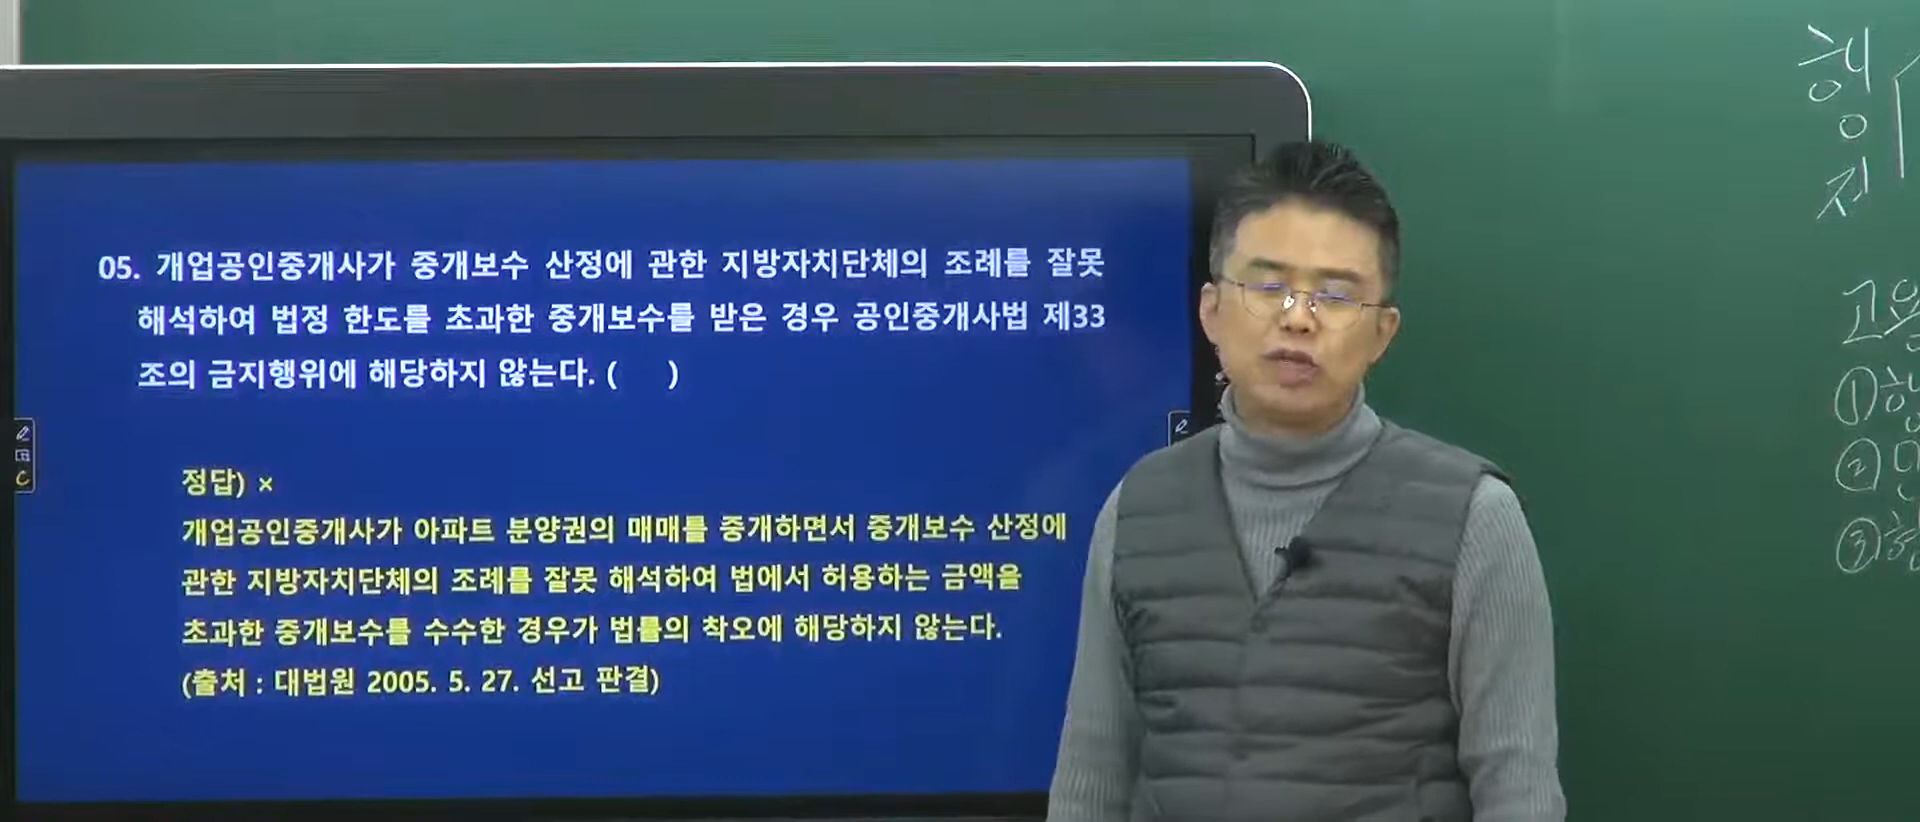 05. 개업공인중개사가 중개보수 산정에 관한 지방자치단체의 조례를 잘못
해석하여 법정 한도를 초과한 중개보수를 받은 경우 공인중개사법 제33
조의 금지행위에 해당하지 않는다. (    )
정답) ×
개업공인중개사가 아파트 분양권의 매매를 중개하면서 중개보수 산정에
관한 지방자치단체의 조례를 잘못 해석하여 법에서 허용하는 금액을
초과한 중개보수를 수수한 경우가 법률의 착오에 해당하지 않는다.
(출처 : 대법원 2005. 5. 27. 선고 판결)
행
정
①
②
③